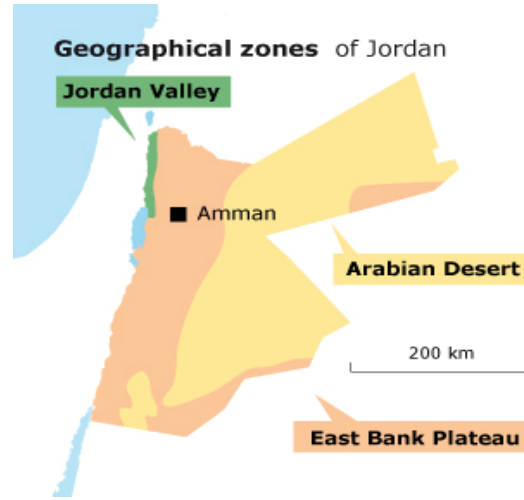 Geographical zones of Jordan
Jordan Valley
Amman
Arabian Desert
200 km
East Bank Plateau